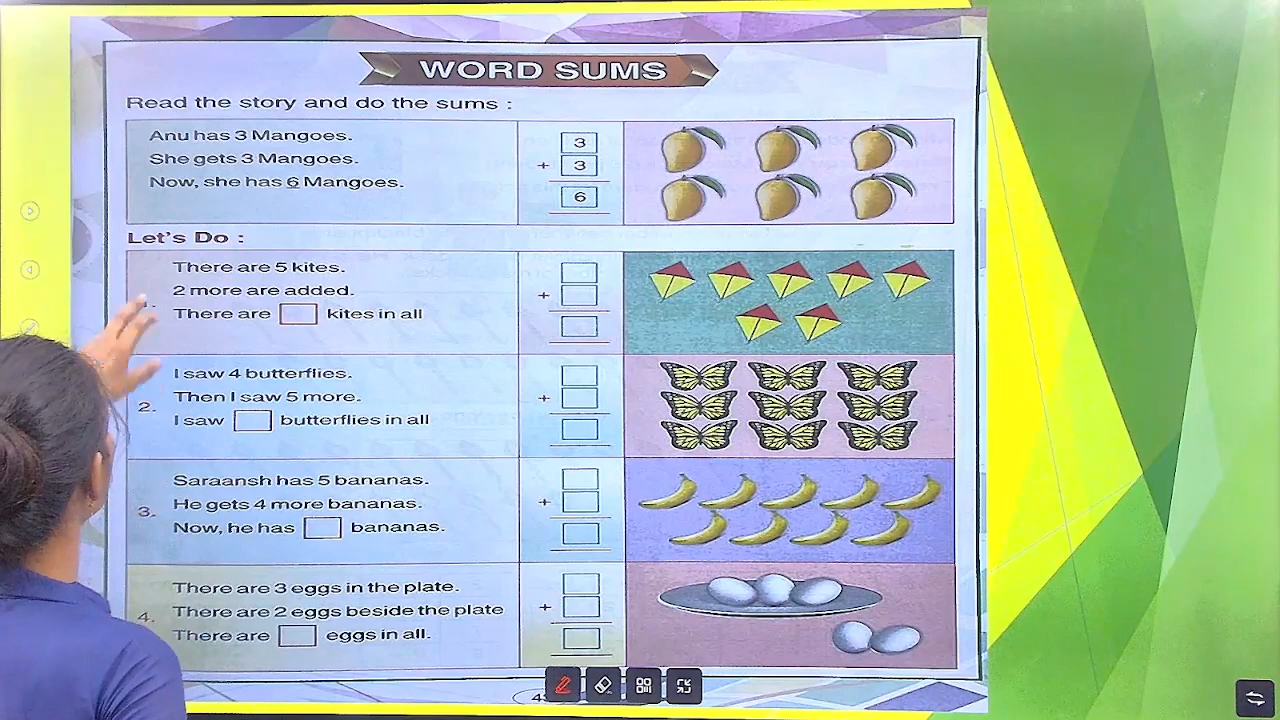 WORD SUMS
Read the story and do the sums :
Anu has 3 Mangoes.
She gets 3 Mangoes.
Now, she has 6 Mangoes.
3
+ 3
6
Let's Do :
1.
There are 5 kites.
2 more are added.
There are kites in all
+
2.
I saw 4 butterflies.
Then I saw 5 more.
I saw butterflies in all
+
3.
Saraansh has 5 bananas.
He gets 4 more bananas.
Now, he has bananas.
+
4.
There are 3 eggs in the plate.
There are 2 eggs beside the plate
There are eggs in all.
+